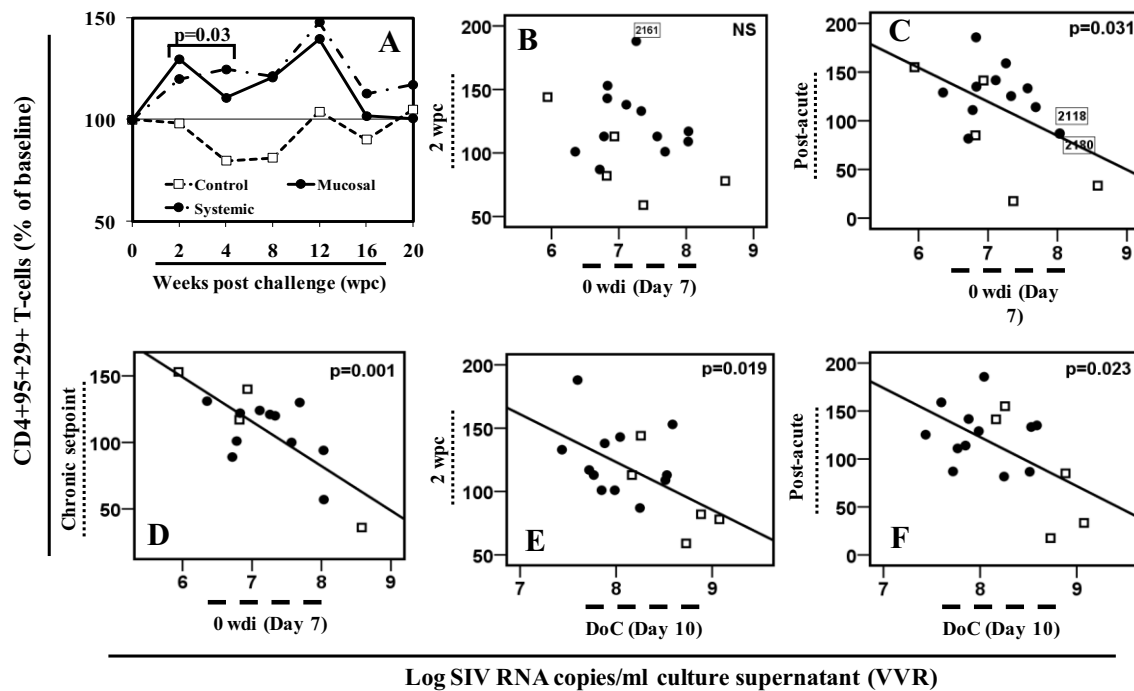 CD4+95+29+ T-cells (% of baseline)
A
p=0.03
150
100
50
Control
Mucosal
Systemic
0 2 4 8 12 16 20
Weeks post challenge (wpc)
B
NS
2161
2 wpc
200
150
100
50
6 7 8 9
0 wdi (Day 7)
C
p=0.031
Post-acute
200
150
100
50
0
2118
2180
6 7 8 9
0 wdi (Day
7)
D
p=0.001
Chronic setpoint
150
100
50
6 7 8 9
0 wdi (Day 7)
E
p=0.019
2 wpc
200
150
100
50
7 8 9
DoC (Day 10)
F
p=0.023
Post-acute
200
150
100
50
0
7 8 9
DoC (Day 10)
Log SIV RNA copies/ml culture supernatant (VVR)